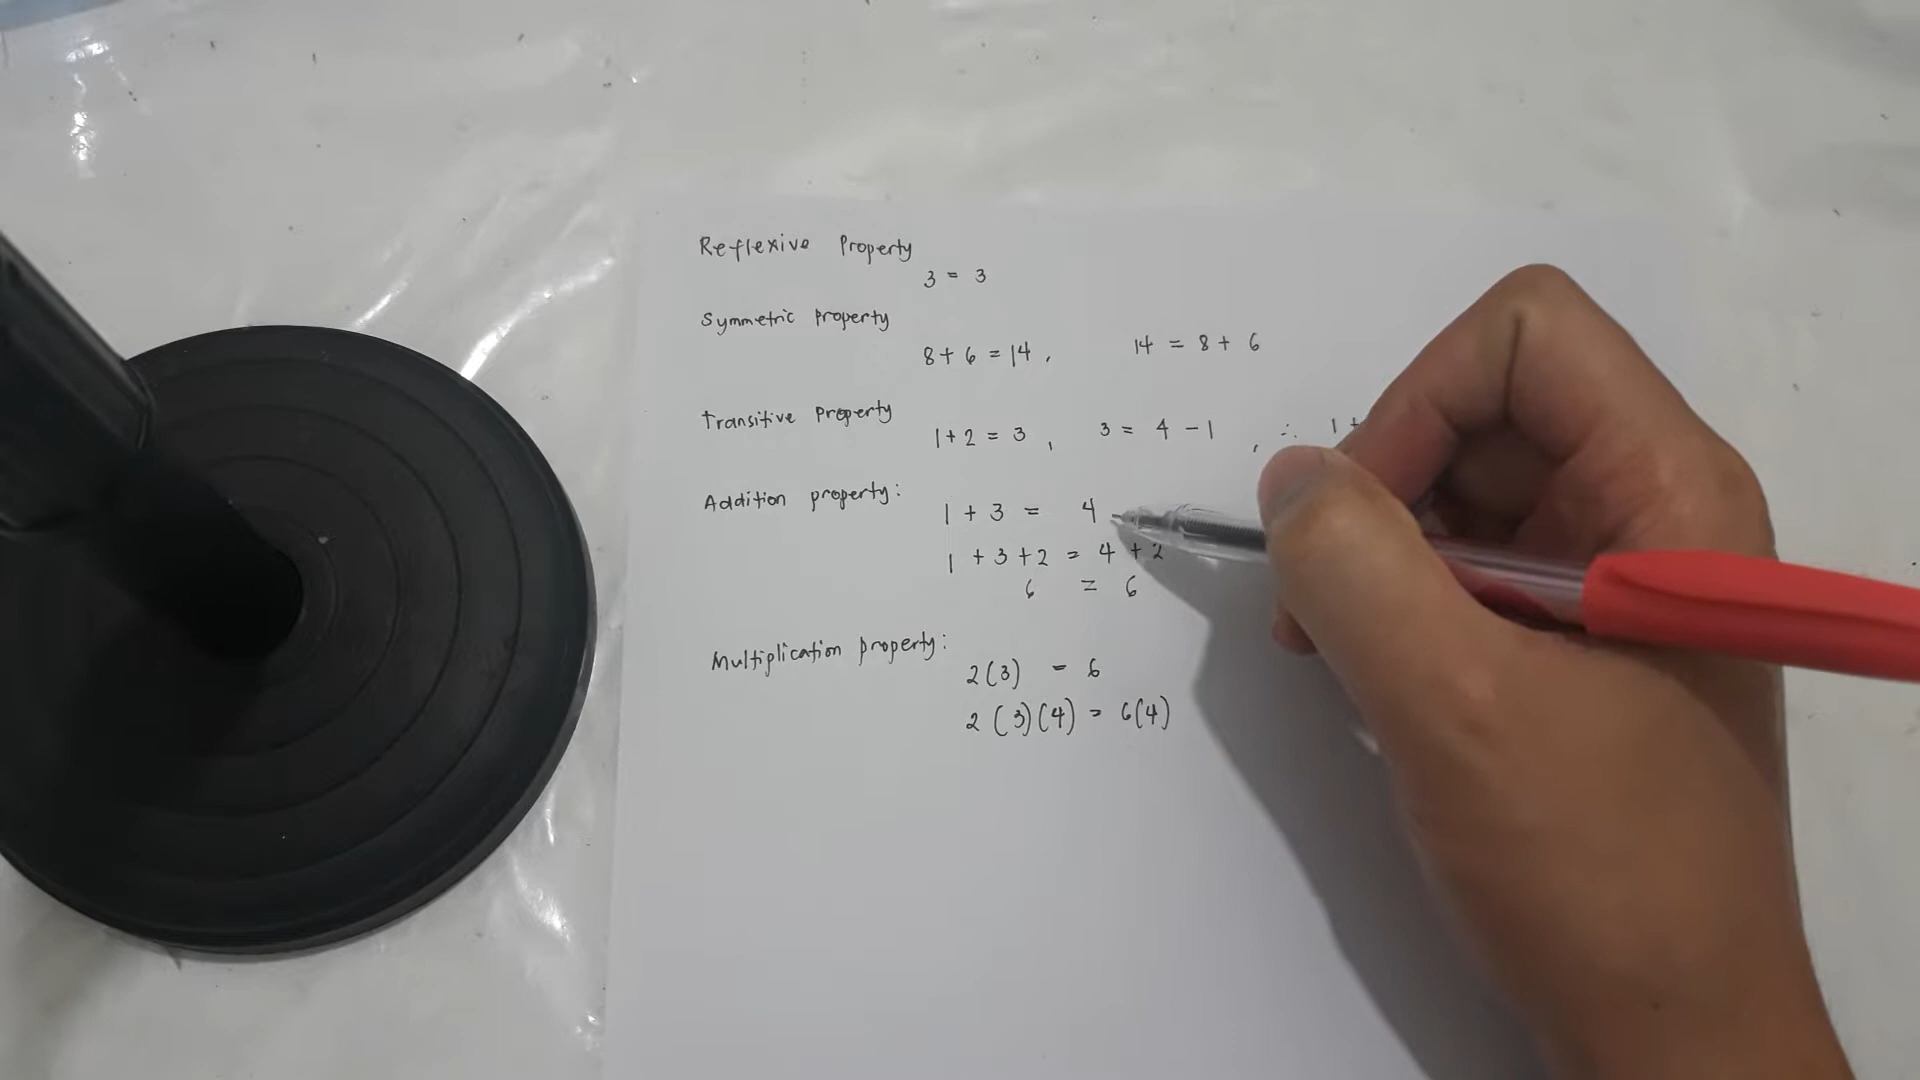 Reflexive Property
3 = 3
Symmetric Property
8 + 6 = 14 , 14 = 8 + 6
Transitive Property
1 + 2 = 3 , 3 = 4 - 1 , ∴ 1 +
Addition property:
1 + 3 = 4
1 + 3 + 2 = 4 + 2
6 = 6
Multiplication property:
2(3) = 6
2 (3)(4) = 6(4)